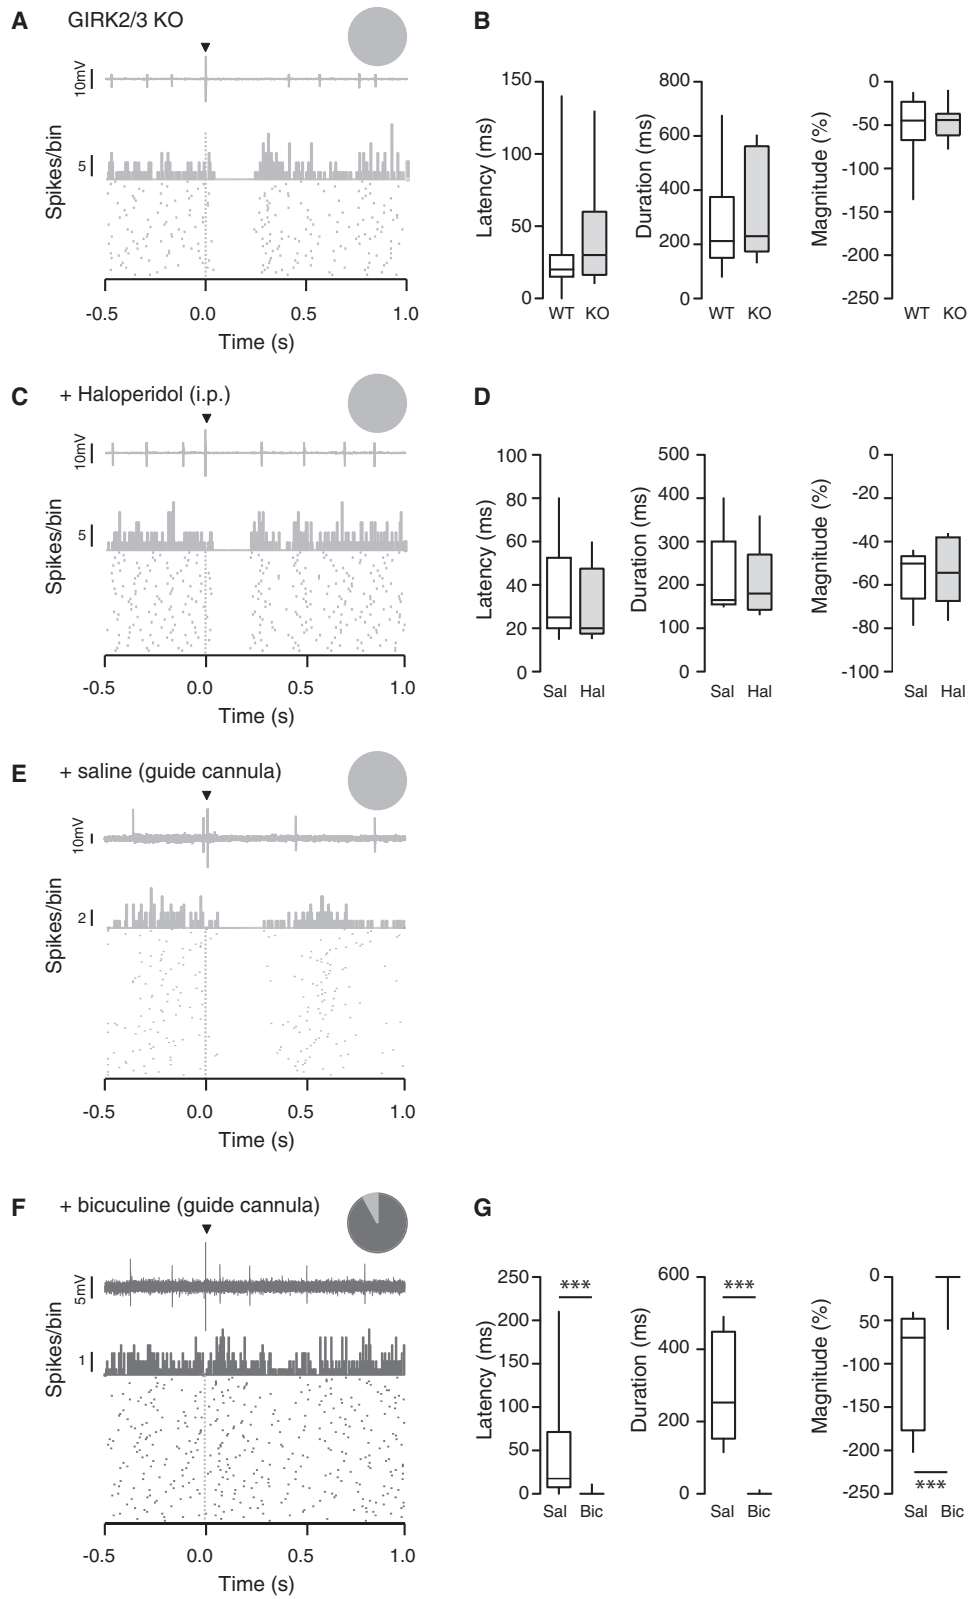 A GIRK2/3 KO
10mV
Spikes/bin
5
-0.5 0.0 0.5 1.0
Time (s)
B
Latency (ms)
150
100
50
0
WT KO
Duration (ms)
800
600
400
200
0
WT KO
Magnitude (%)
0
-50
-100
-150
-200
-250
WT KO
C + Haloperidol (i.p.)
10mV
Spikes/bin
5
-0.5 0.0 0.5 1.0
Time (s)
D
Latency (ms)
100
80
60
40
20
0
Sal Hal
Duration (ms)
500
400
300
200
100
0
Sal Hal
Magnitude (%)
0
-20
-40
-60
-80
-100
Sal Hal
E + saline (guide cannula)
10mV
Spikes/bin
2
-0.5 0.0 0.5 1.0
Time (s)
F + bicuculine (guide cannula)
5mV
Spikes/bin
1
-0.5 0.0 0.5 1.0
Time (s)
G
Latency (ms)
250
200
150
100
50
0
***
Sal Bic
Duration (ms)
600
400
200
0
***
Sal Bic
Magnitude (%)
0
-50
-100
-150
-200
-250
***
Sal Bic